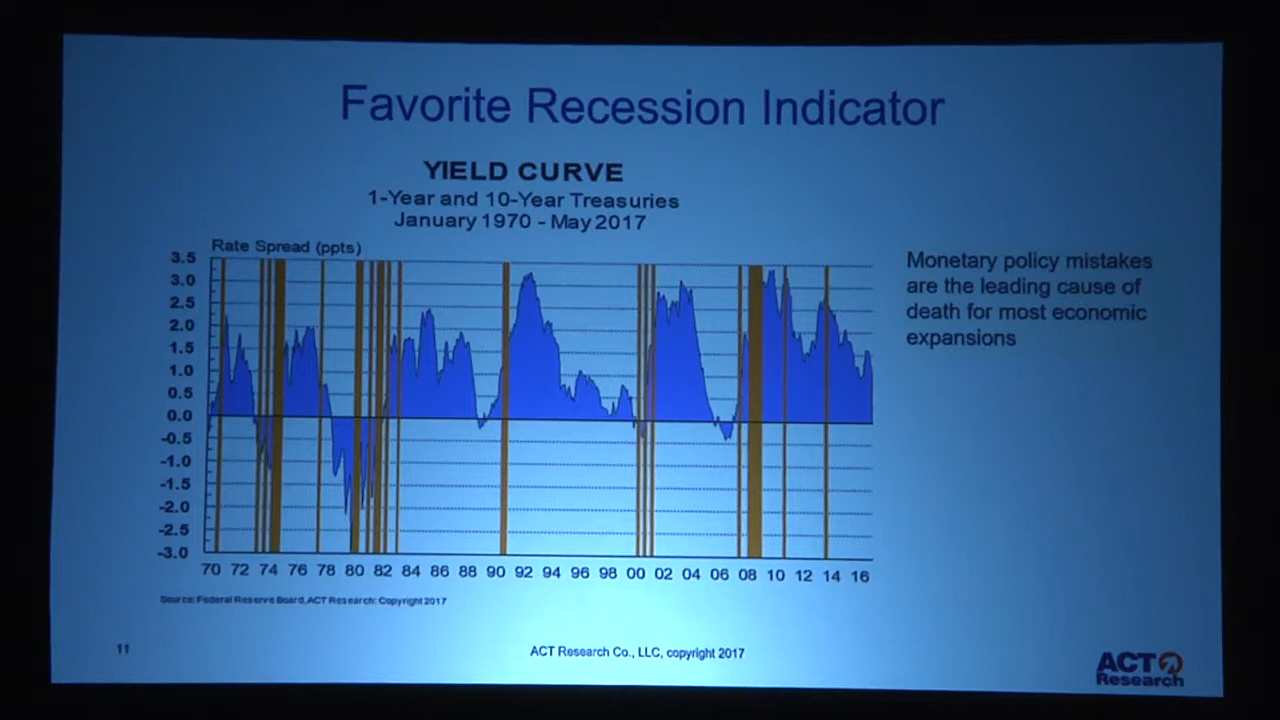 Favorite Recession Indicator
YIELD CURVE
1-Year and 10-Year Treasuries
January 1970 - May 2017
Rate Spread (ppts)
3.5
3.0
2.5
2.0
1.5
1.0
0.5
0.0
-0.5
-1.0
-1.5
-2.0
-2.5
-3.0
70 72 74 76 78 80 82 84 86 88 90 92 94 96 98 00 02 04 06 08 10 12 14 16
Monetary policy mistakes
are the leading cause of
death for most economic
expansions
Source: Federal Reserve Board, ACT Research: Copyright 2017
11
ACT Research Co., LLC, copyright 2017
ACT
Research